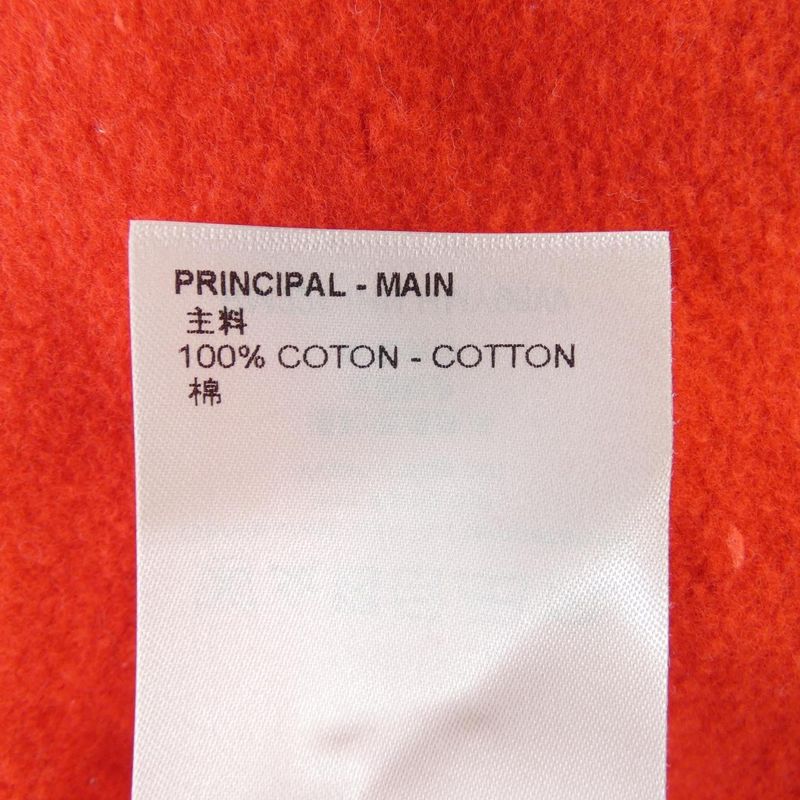 PRINCIPAL - MAIN
主料
100% COTON - COTTON
棉